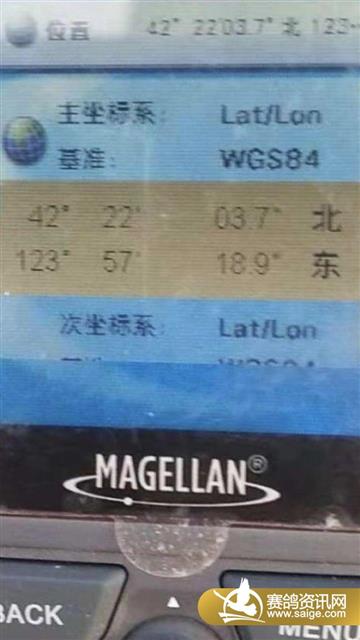 位置 42° 22'03.7" 北 123°
主坐标系: Lat/Lon
基准: WGS84
42° 22' 03.7" 北
123° 57' 18.9" 东
次坐标系: Lat/Lon
MAGELLAN®
BACK
MENU
赛鸽资讯网
www.saige.com